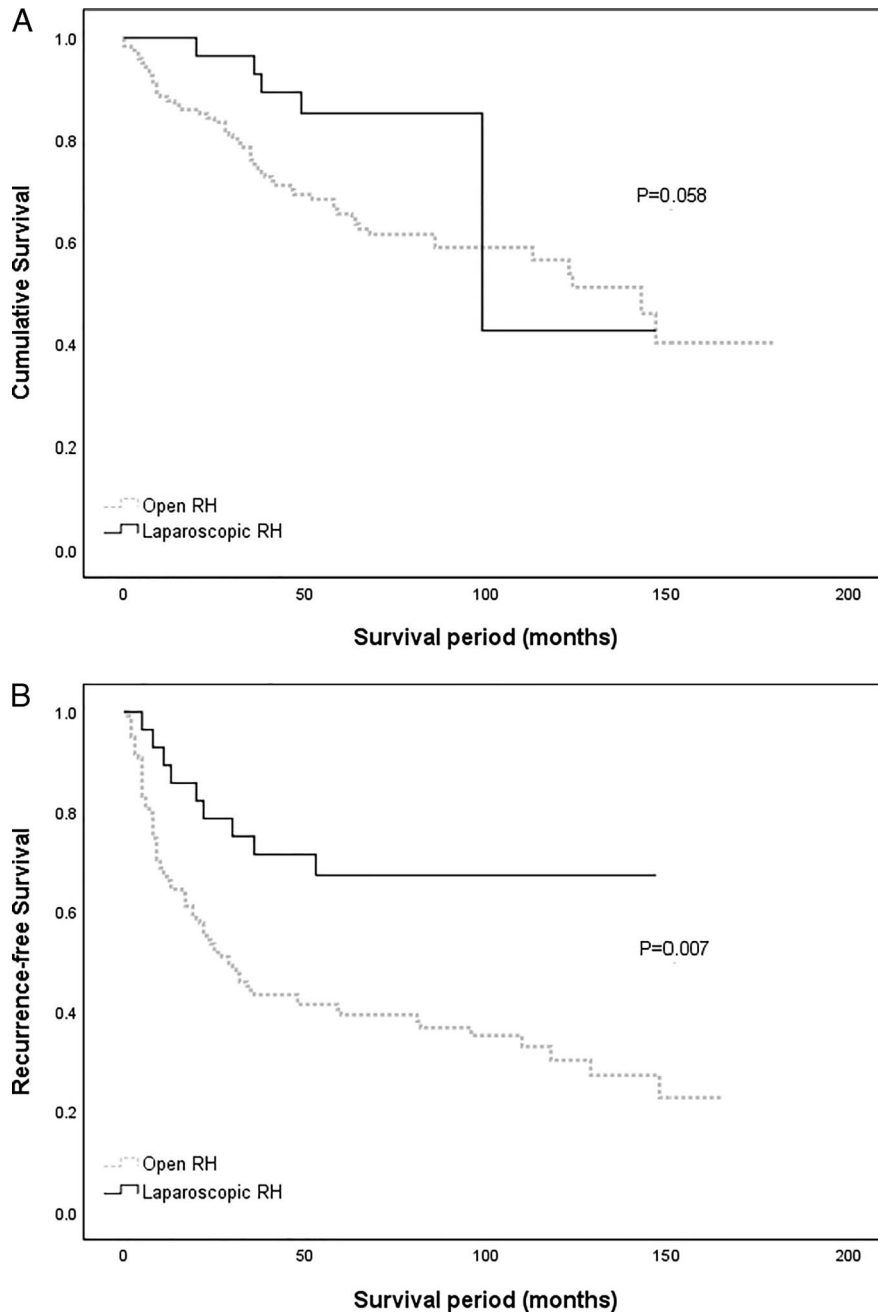 A
Cumulative Survival
1.0
0.8
0.6
0.4
0.2
0.0
P=0.058
Open RH
Laparoscopic RH
0 50 100 150 200
Survival period (months)
B
Recurrence-free Survival
1.0
0.8
0.6
0.4
0.2
0.0
P=0.007
Open RH
Laparoscopic RH
0 50 100 150 200
Survival period (months)